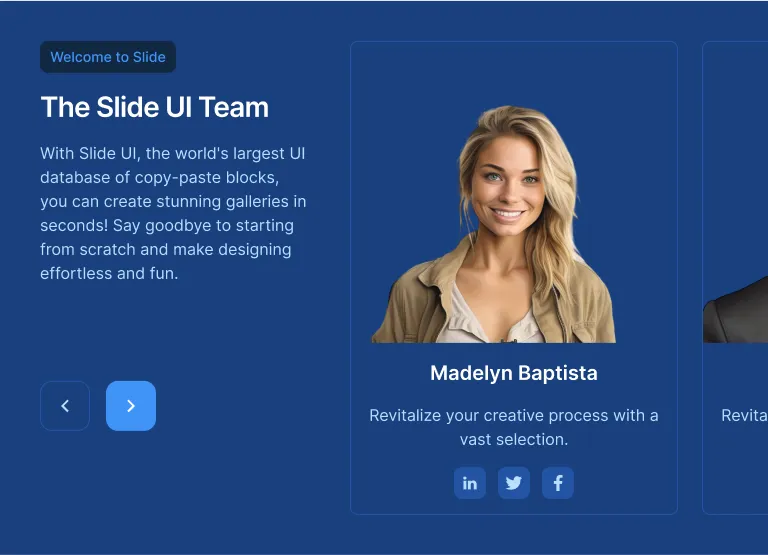 Welcome to Slide
The Slide UI Team
With Slide UI, the world's largest UI
database of copy-paste blocks,
you can create stunning galleries in
seconds! Say goodbye to starting
from scratch and make designing
effortless and fun.
Madelyn Baptista
Revitalize your creative process with a
vast selection.
in
f